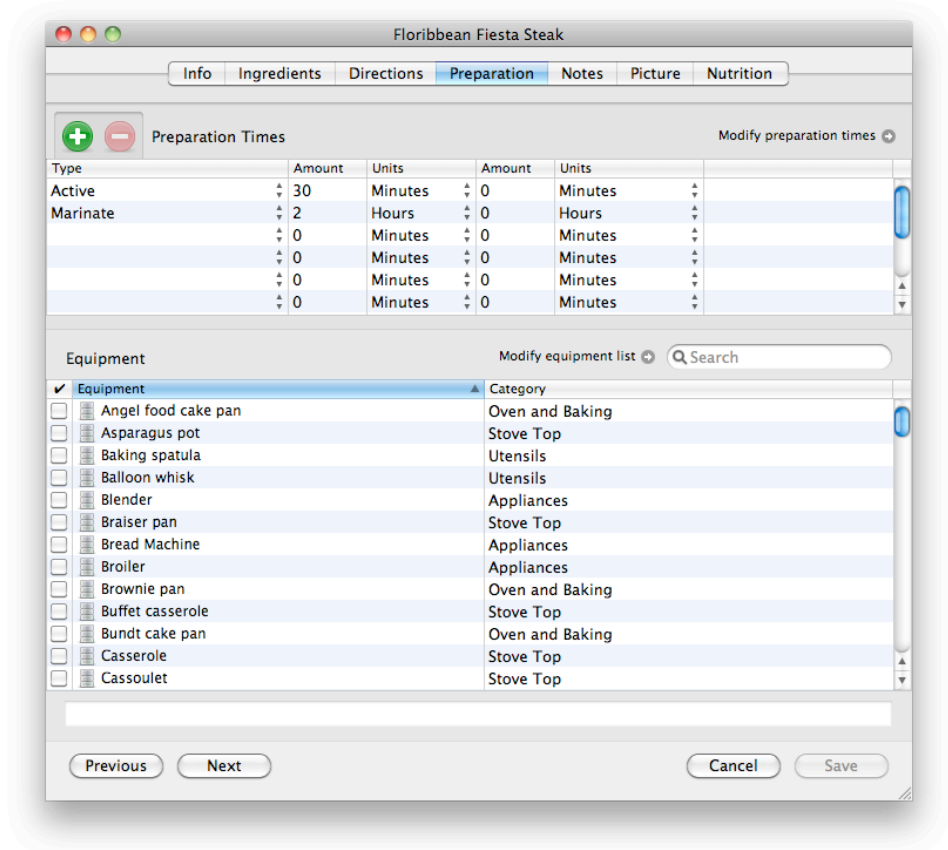 Floribbean Fiesta Steak
Info Ingredients Directions Preparation Notes Picture Nutrition
Preparation Times Modify preparation times
Type Amount Units Amount Units
Active 30 Minutes 0 Minutes
Marinate 2 Hours 0 Hours
0 Minutes 0 Minutes
0 Minutes 0 Minutes
0 Minutes 0 Minutes
0 Minutes 0 Minutes
Equipment Modify equipment list Search
✔ Equipment Category
Angel food cake pan Oven and Baking
Asparagus pot Stove Top
Baking spatula Utensils
Balloon whisk Utensils
Blender Appliances
Braiser pan Stove Top
Bread Machine Appliances
Broiler Appliances
Brownie pan Oven and Baking
Buffet casserole Stove Top
Bundt cake pan Oven and Baking
Casserole Stove Top
Cassoulet Stove Top
Previous Next Cancel Save